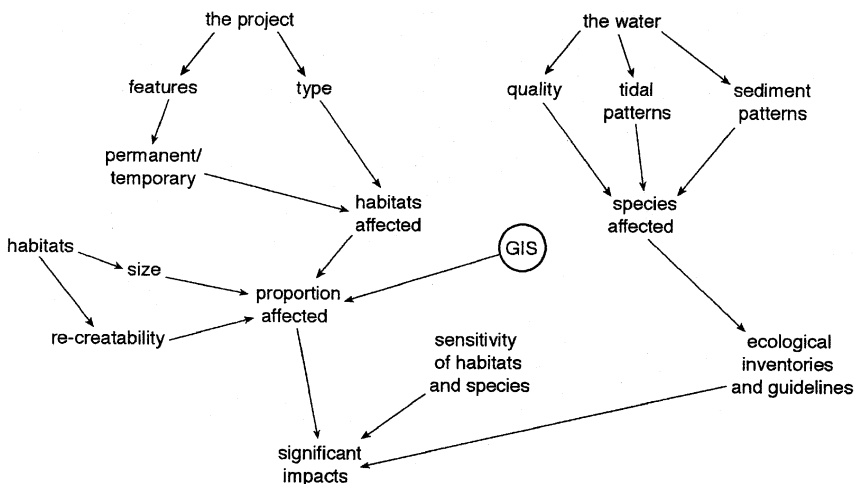 the project
the water
features
type
quality
tidal
patterns
sediment
patterns
permanent/
temporary
habitats
affected
species
affected
habitats
size
GIS
proportion
affected
re-creatability
sensitivity
of habitats
and species
ecological
inventories
and guidelines
significant
impacts